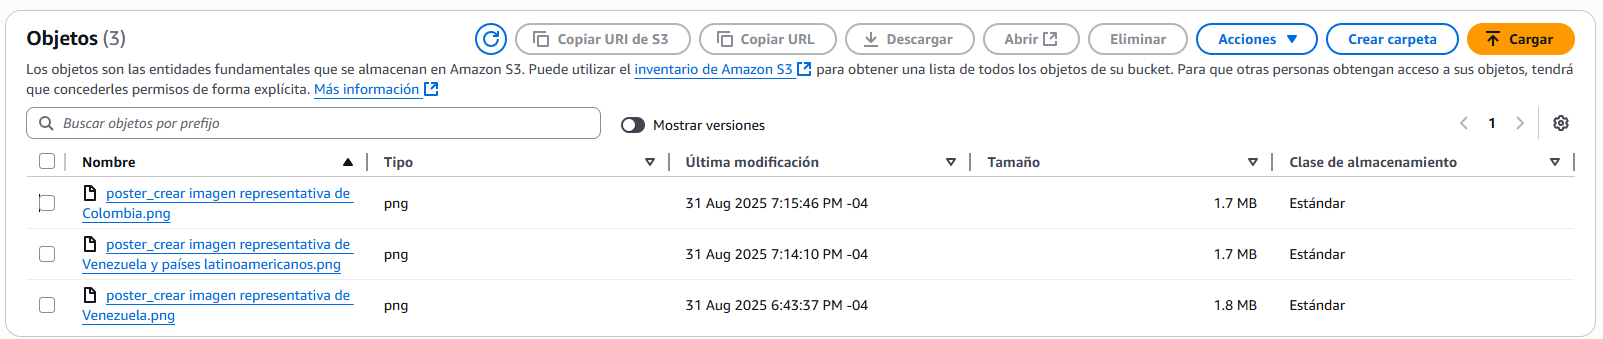 Objetos (3)
Copiar URI de S3
Copiar URL
Descargar
Abrir
Eliminar
Acciones
Crear carpeta
Cargar
Los objetos son las entidades fundamentales que se almacenan en Amazon S3. Puede utilizar el inventario de Amazon S3 para obtener una lista de todos los objetos de su bucket. Para que otras personas obtengan acceso a sus objetos, tendrá
que concederles permisos de forma explícita. Más información
Buscar objetos por prefijo
Mostrar versiones
1
Nombre
Tipo
Última modificación
Tamaño
Clase de almacenamiento
poster_crear imagen representativa de
Colombia.png
png
31 Aug 2025 7:15:46 PM -04
1.7 MB
Estándar
poster_crear imagen representativa de
Venezuela y países latinoamericanos.png
png
31 Aug 2025 7:14:10 PM -04
1.7 MB
Estándar
poster_crear imagen representativa de
Venezuela.png
png
31 Aug 2025 6:43:37 PM -04
1.8 MB
Estándar